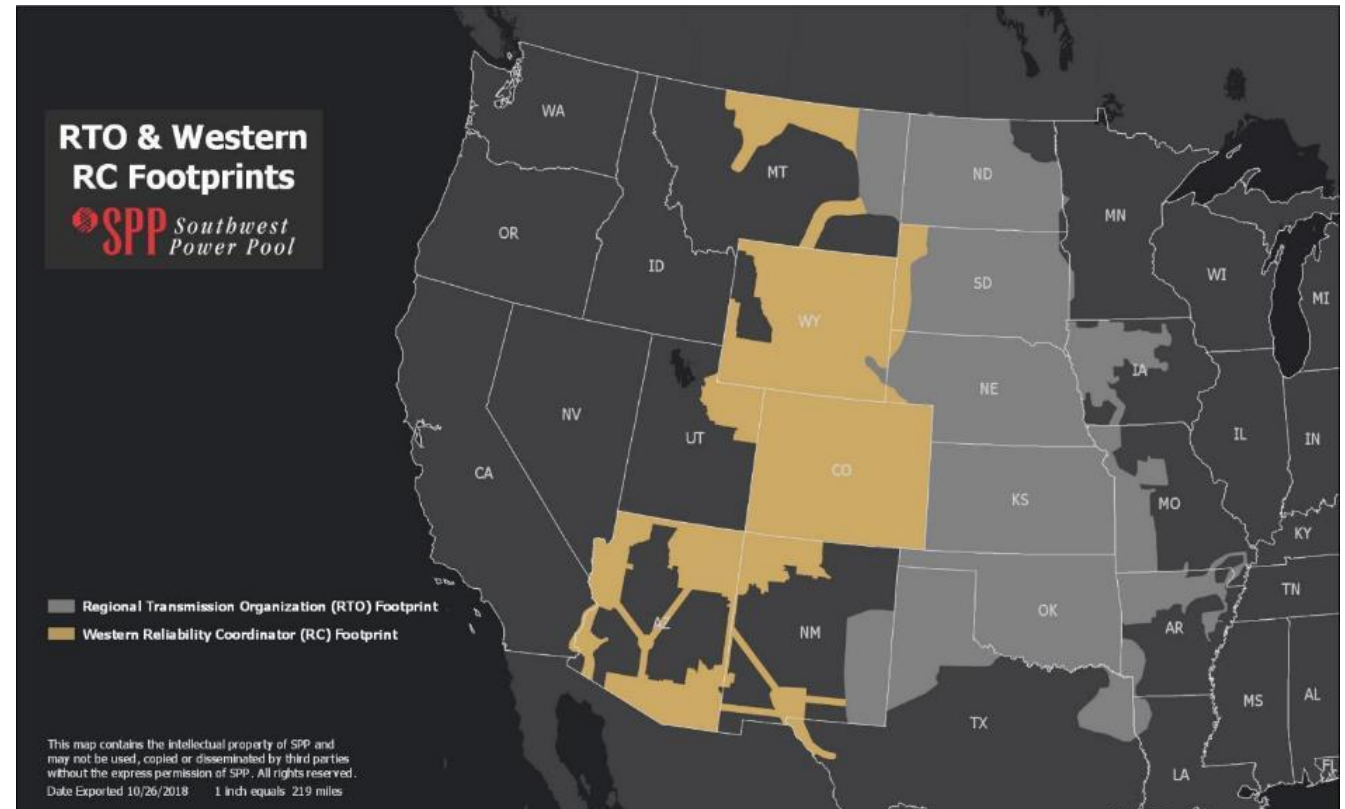 RTO & Western
RC Footprints
SPP Southwest
Power Pool
WA
MT
ND
MN
OR
ID
SD
WI
MI
WY
IA
NE
NV
UT
IL
IN
CA
CO
KS
MO
KY
TN
OK
AZ
NM
AR
MS
AL
TX
LA
FL
Regional Transmission Organization (RTO) Footprint
Western Reliability Coordinator (RC) Footprint
This map contains the intellectual property of SPP and
may not be used, copied or disseminated by third parties
without the express permission of SPP. All rights reserved.
Date Exported 10/26/2018 1 inch equals 219 miles